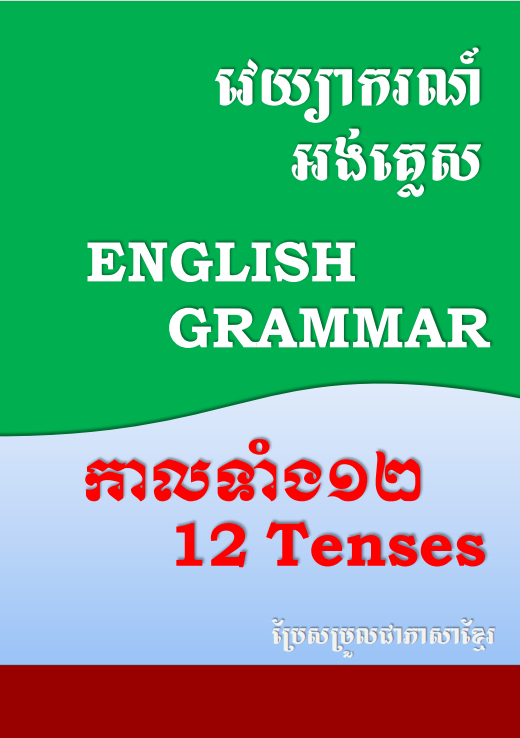 វេយ្យាករណ៍
អង់គ្លេស
ENGLISH
GRAMMAR
កាលទាំង១២
12 Tenses
ប្រែសម្រួលជាភាសាខ្មែរ